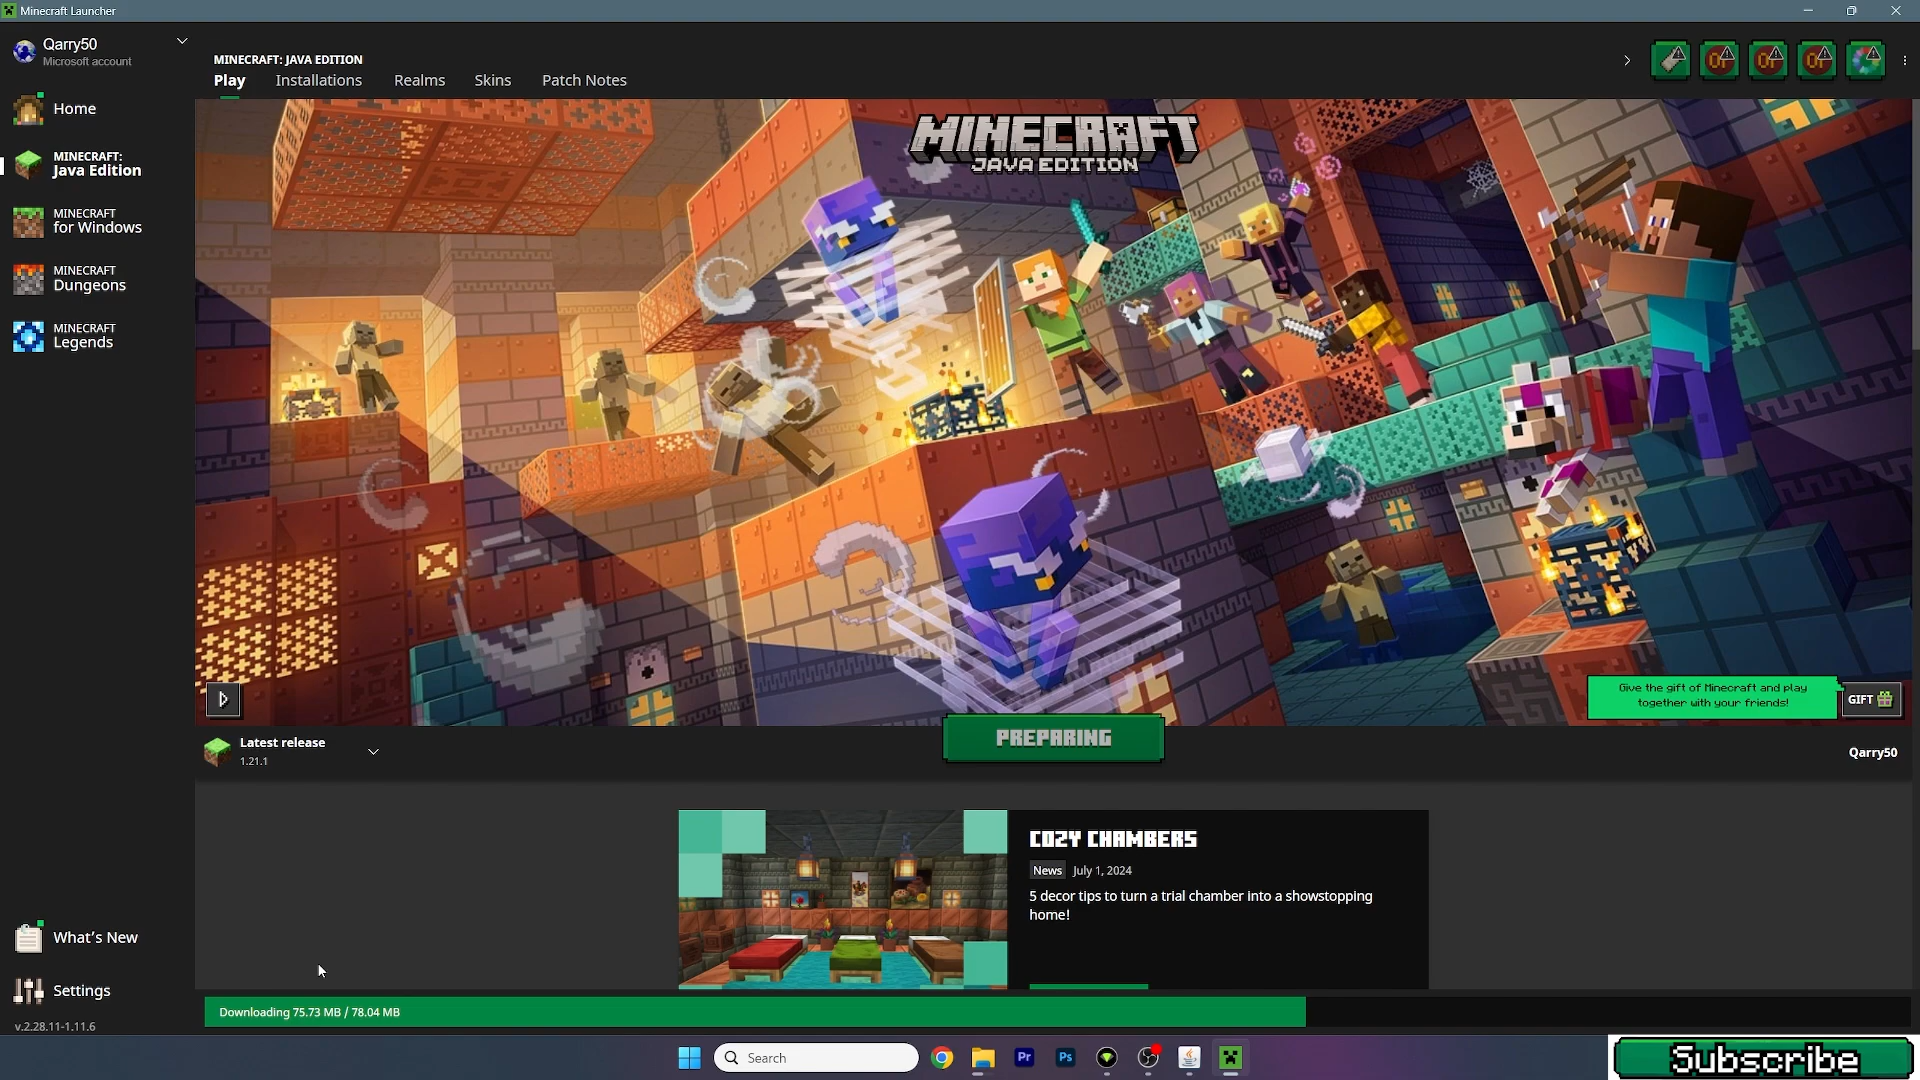 Minecraft Launcher
Qarry50
Microsoft account
MINECRAFT: JAVA EDITION
Play Installations Realms Skins Patch Notes
Home
MINECRAFT:
Java Edition
MINECRAFT
for Windows
MINECRAFT
Dungeons
MINECRAFT
Legends
MINECRAFT
JAVA EDITION
Give the gift of Minecraft and play
together with your friends!
GIFT
Latest release
1.21.1
PREPARING
Qarry50
COZY CHAMBERS
News July 1, 2024
5 decor tips to turn a trial chamber into a showstopping
home!
What's New
Settings
v.2.28.11-1.11.6
Downloading 75.73 MB / 78.04 MB
Search
Pr
Ps
Subscribe